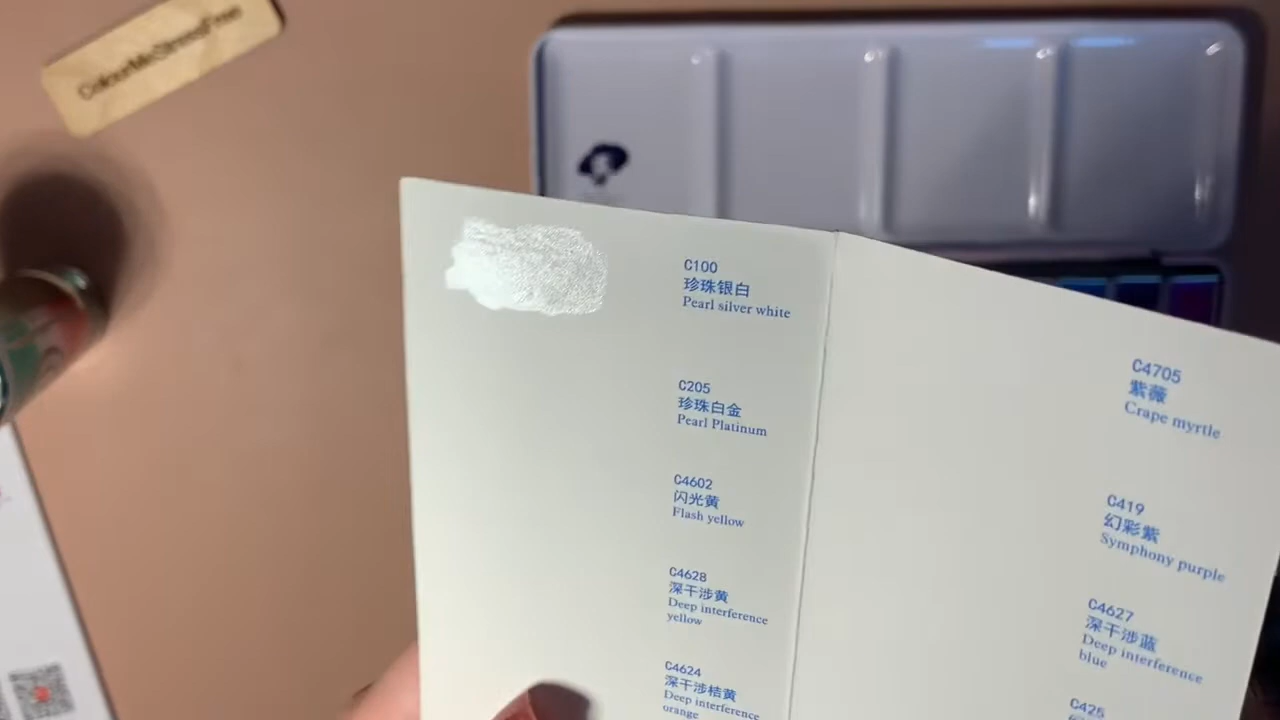 ColourMeStressFree
C100
珍珠银白
Pearl silver white
C205
珍珠白金
Pearl Platinum
C4602
闪光黄
Flash yellow
C4628
深干涉黄
Deep interference
yellow
C4624
深干涉桔黄
Deep interference
orange
C4705
紫薇
Crape myrtle
C419
幻彩紫
Symphony purple
C4627
深干涉蓝
Deep interference
blue
C425